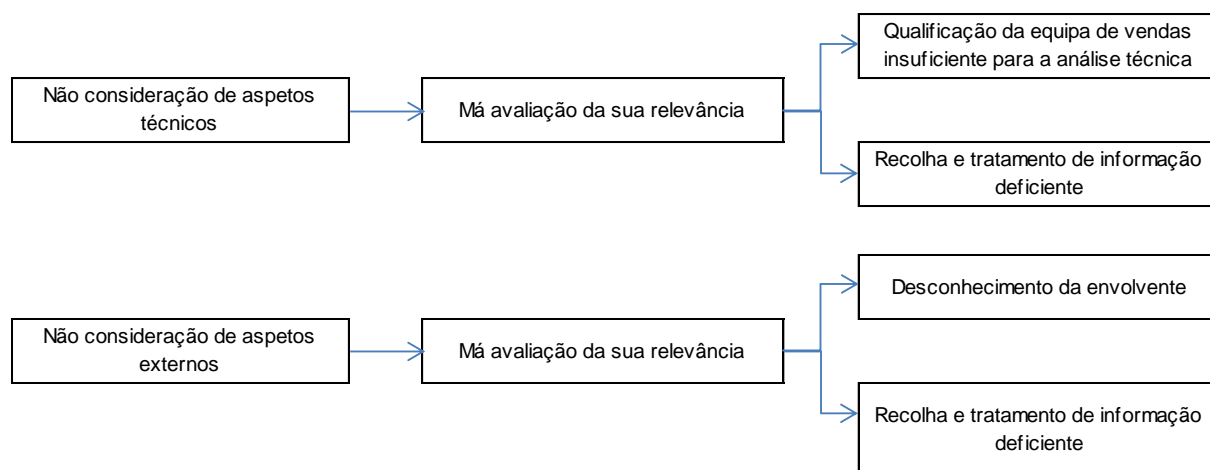 Qualificação da equipa de vendas
insuficiente para a análise técnica
Não consideração de aspetos
técnicos
Má avaliação da sua relevância
Recolha e tratamento de informação
deficiente
Desconhecimento da envolvente
Não consideração de aspetos
externos
Má avaliação da sua relevância
Recolha e tratamento de informação
deficiente